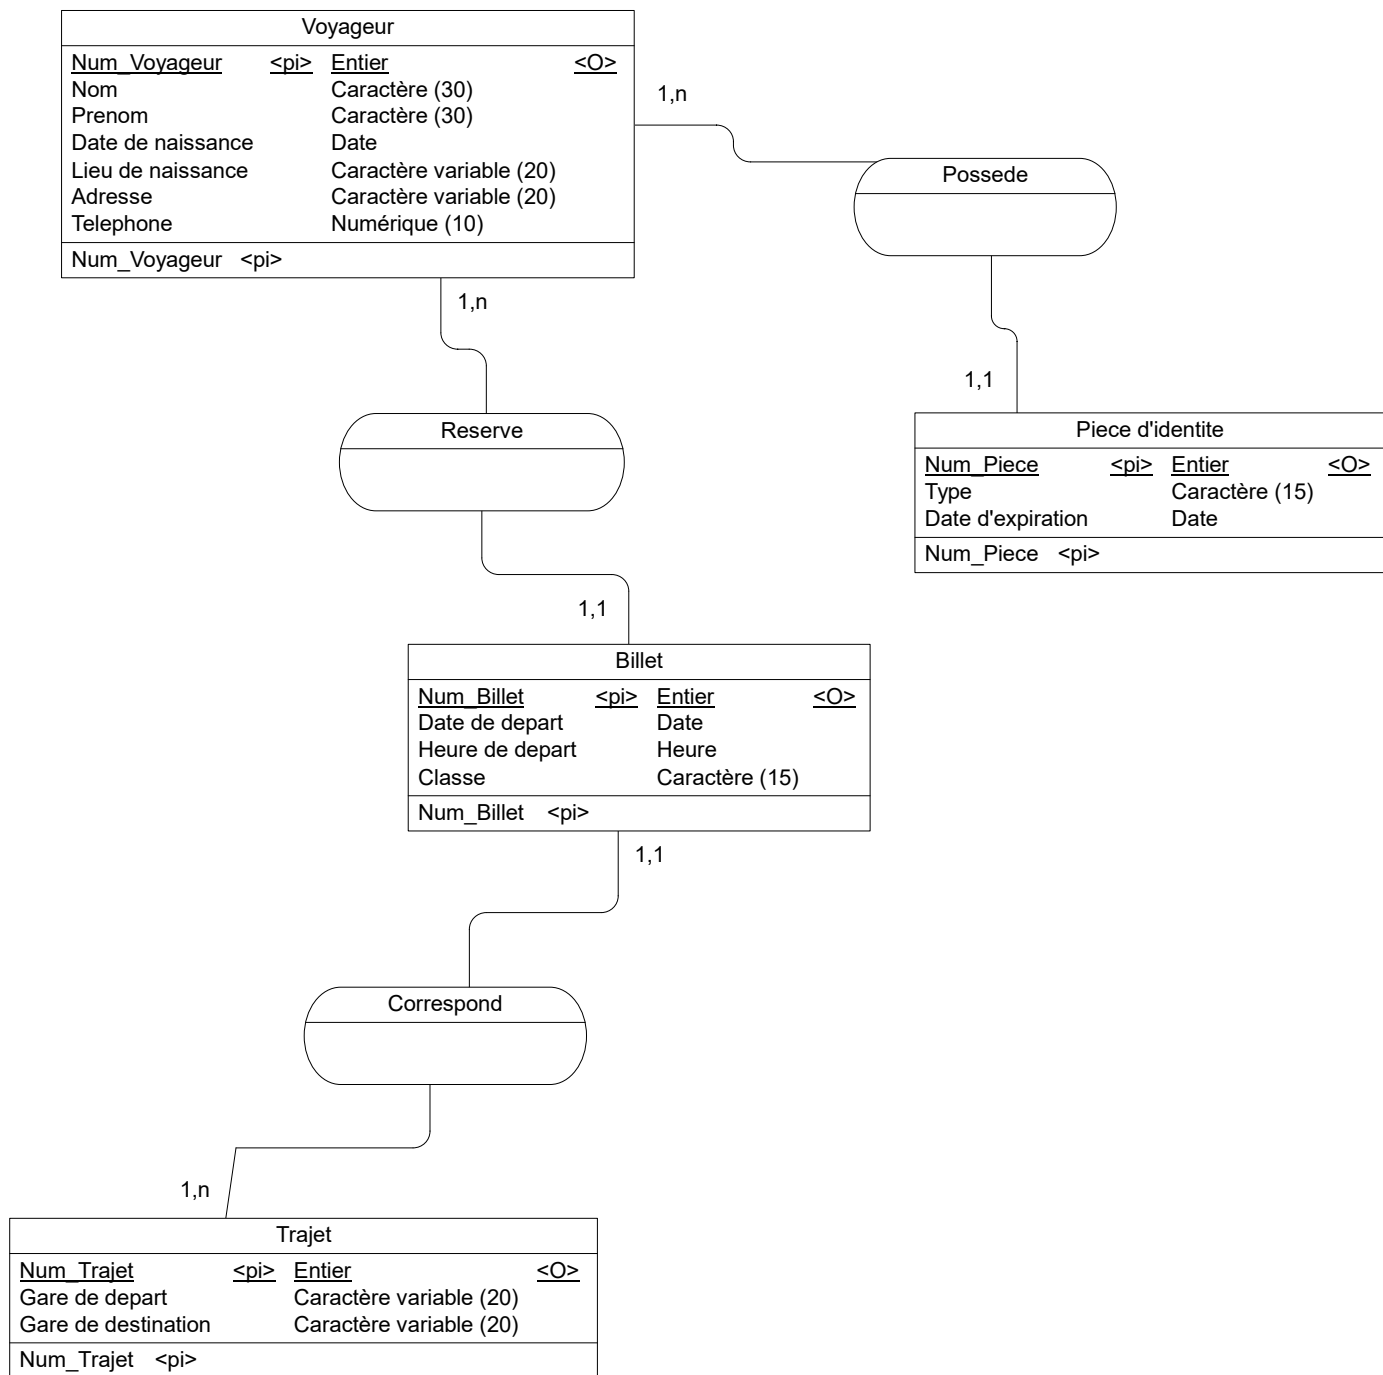 Voyageur
Num_Voyageur <pi> Entier <O>
Nom Caractère (30)
Prenom Caractère (30)
Date de naissance Date
Lieu de naissance Caractère variable (20)
Adresse Caractère variable (20)
Telephone Numérique (10)
Num_Voyageur <pi>
1,n
Possede
1,n
1,1
Reserve
Piece d'identite
Num_Piece <pi> Entier <O>
Type Caractère (15)
Date d'expiration Date
Num_Piece <pi>
1,1
Billet
Num_Billet <pi> Entier <O>
Date de depart Date
Heure de depart Heure
Classe Caractère (15)
Num_Billet <pi>
1,1
Correspond
1,n
Trajet
Num_Trajet <pi> Entier <O>
Gare de depart Caractère variable (20)
Gare de destination Caractère variable (20)
Num_Trajet <pi>